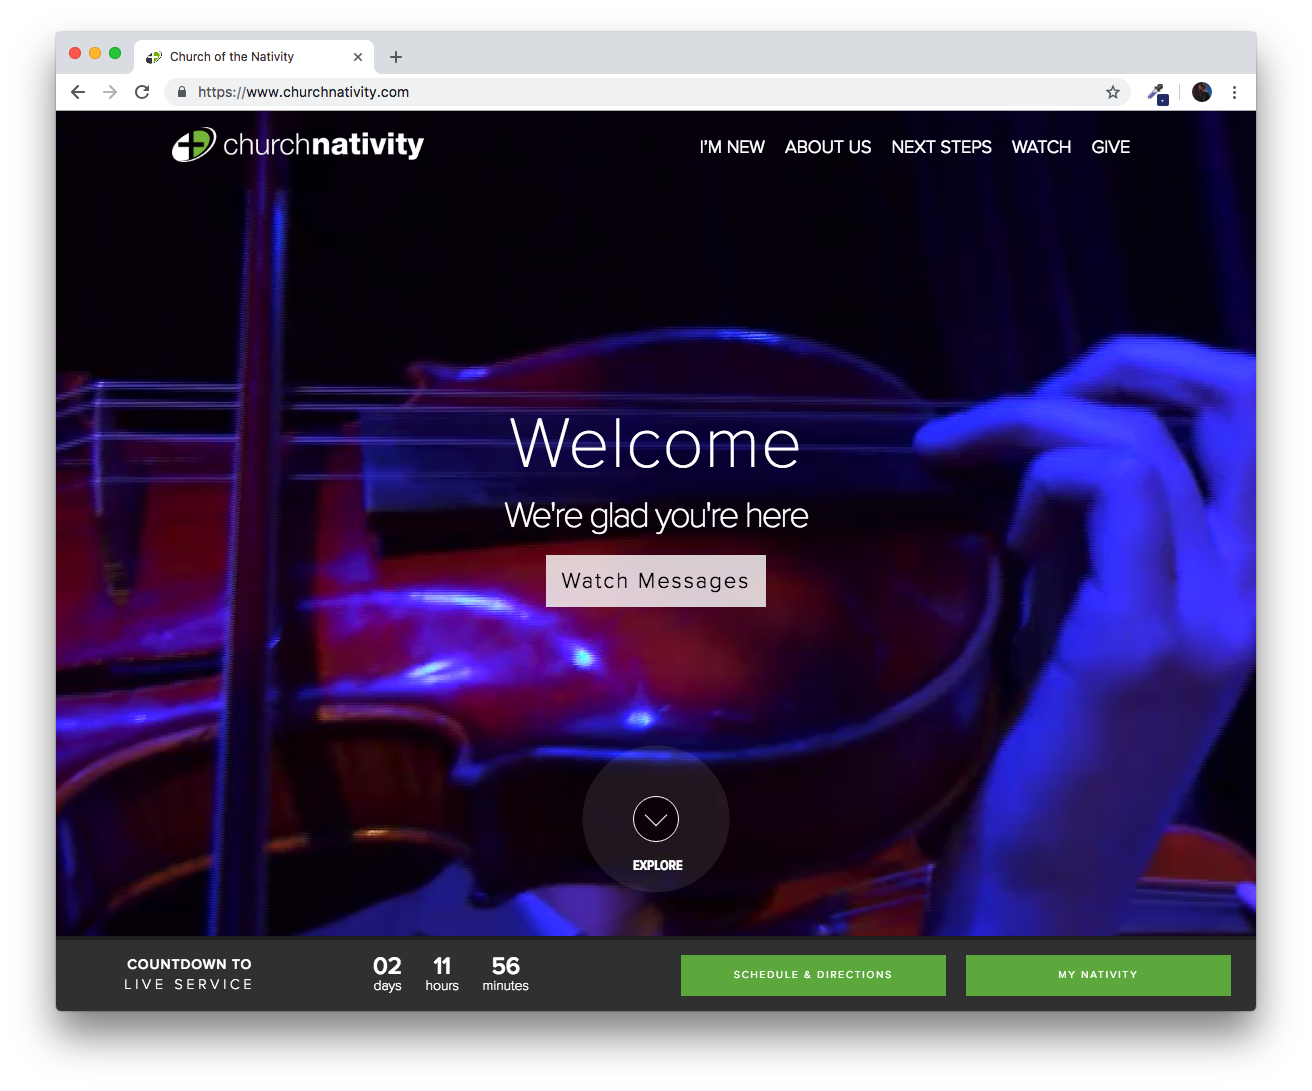 Church of the Nativity
https://www.churchnativity.com
churchnativity
I'M NEW ABOUT US NEXT STEPS WATCH GIVE
Welcome
We're glad you're here
Watch Messages
EXPLORE
COUNTDOWN TO
LIVE SERVICE
02 11 56
days hours minutes
SCHEDULE & DIRECTIONS
MY NATIVITY